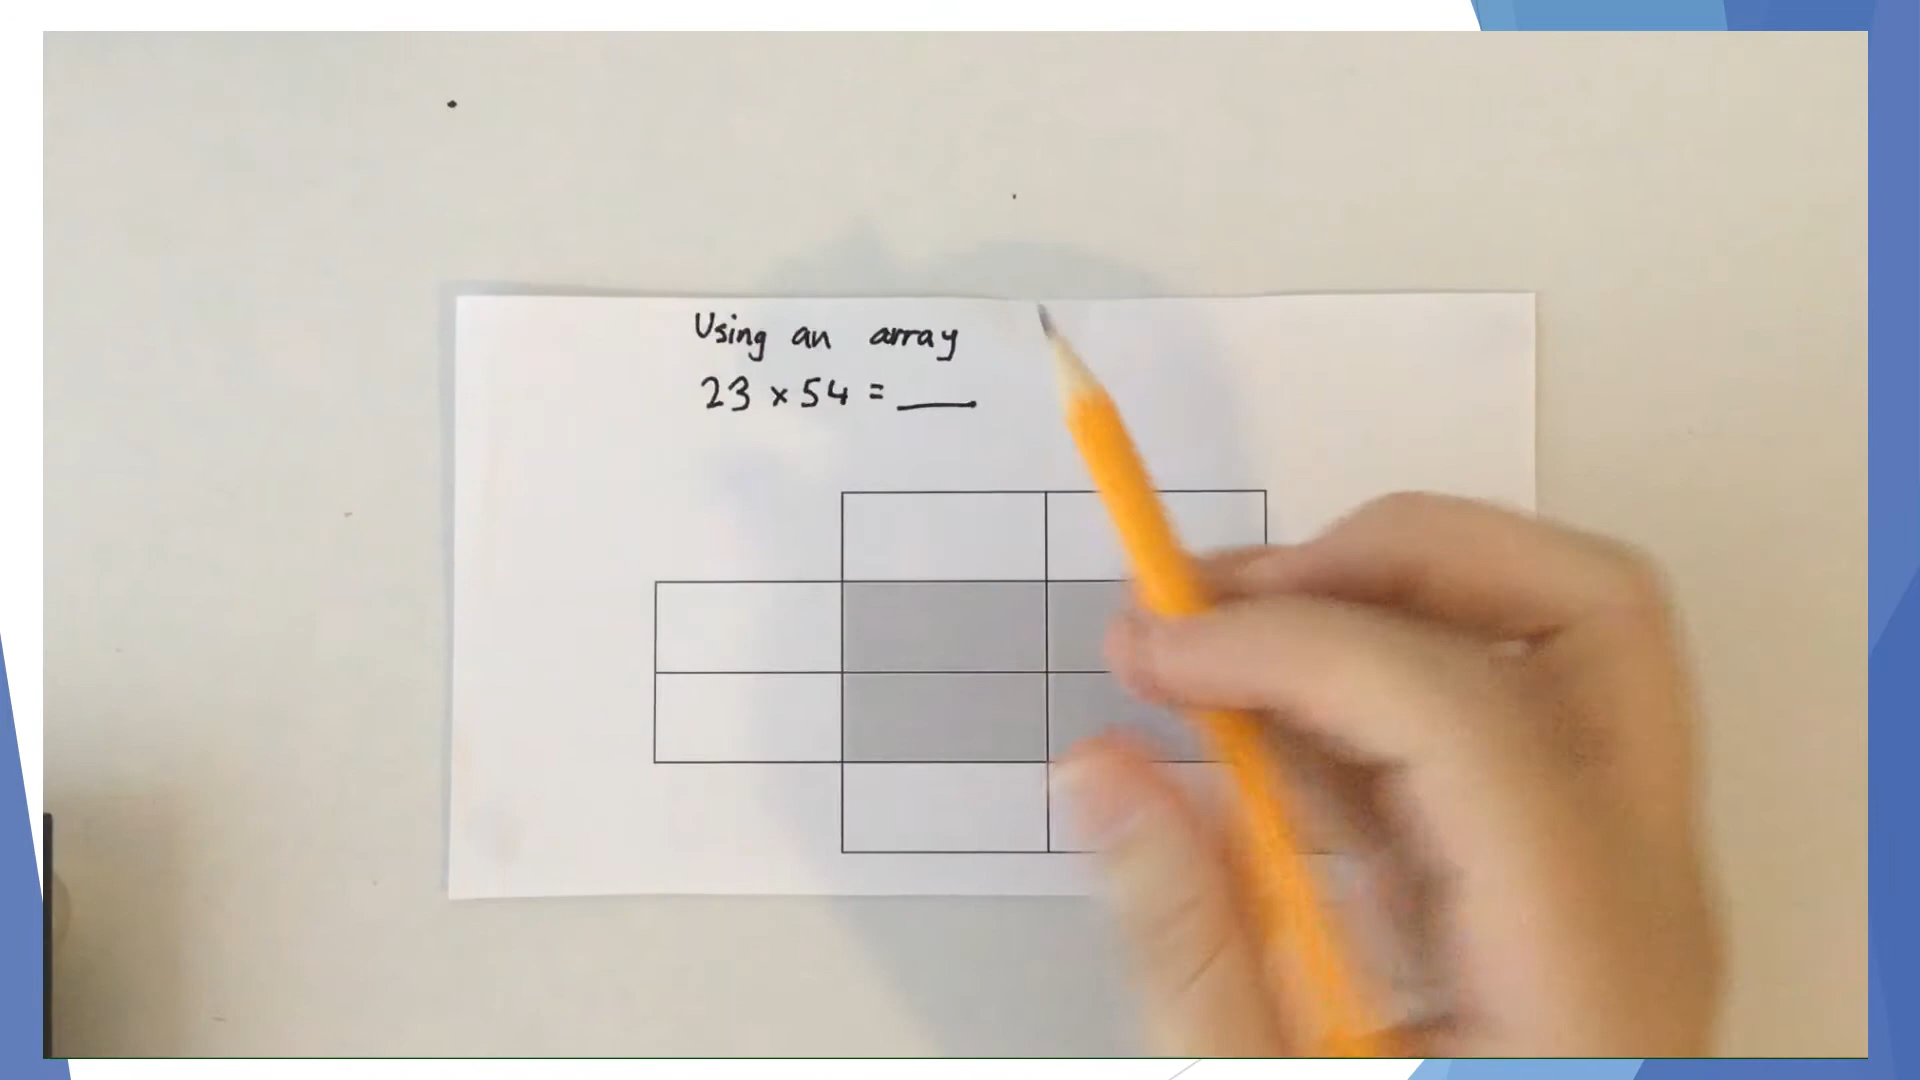 Using an array
23 x 54 = ____